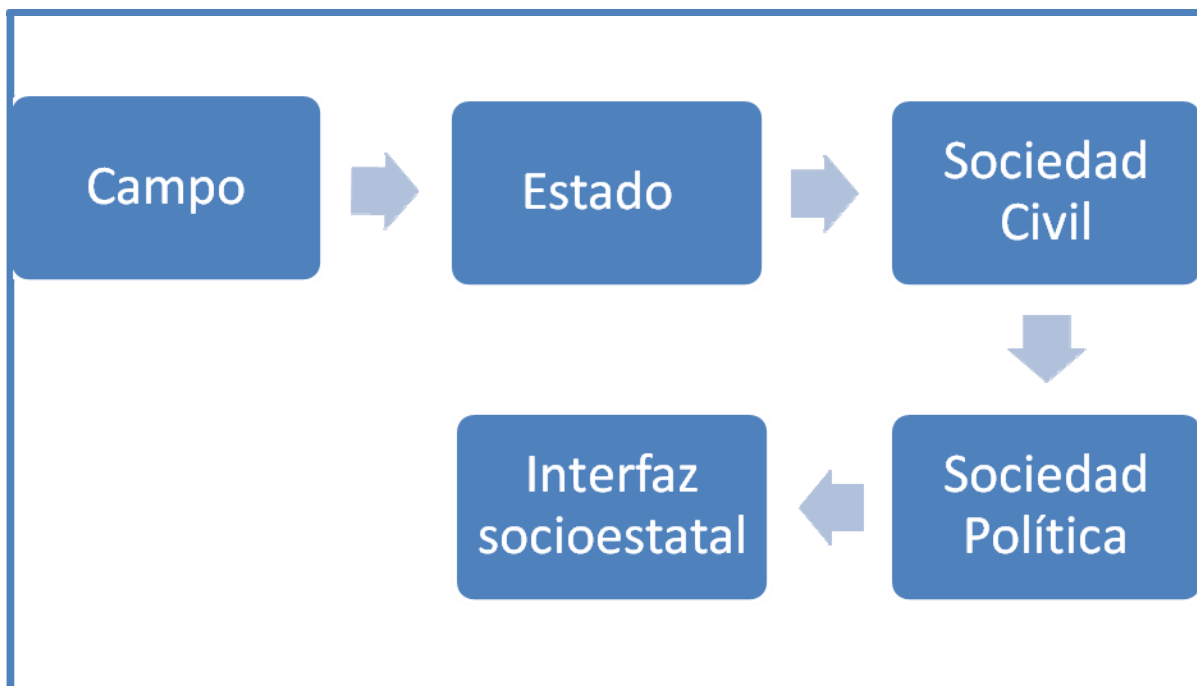 Campo
Estado
Sociedad
Civil
Sociedad
Política
Interfaz
socioestatal